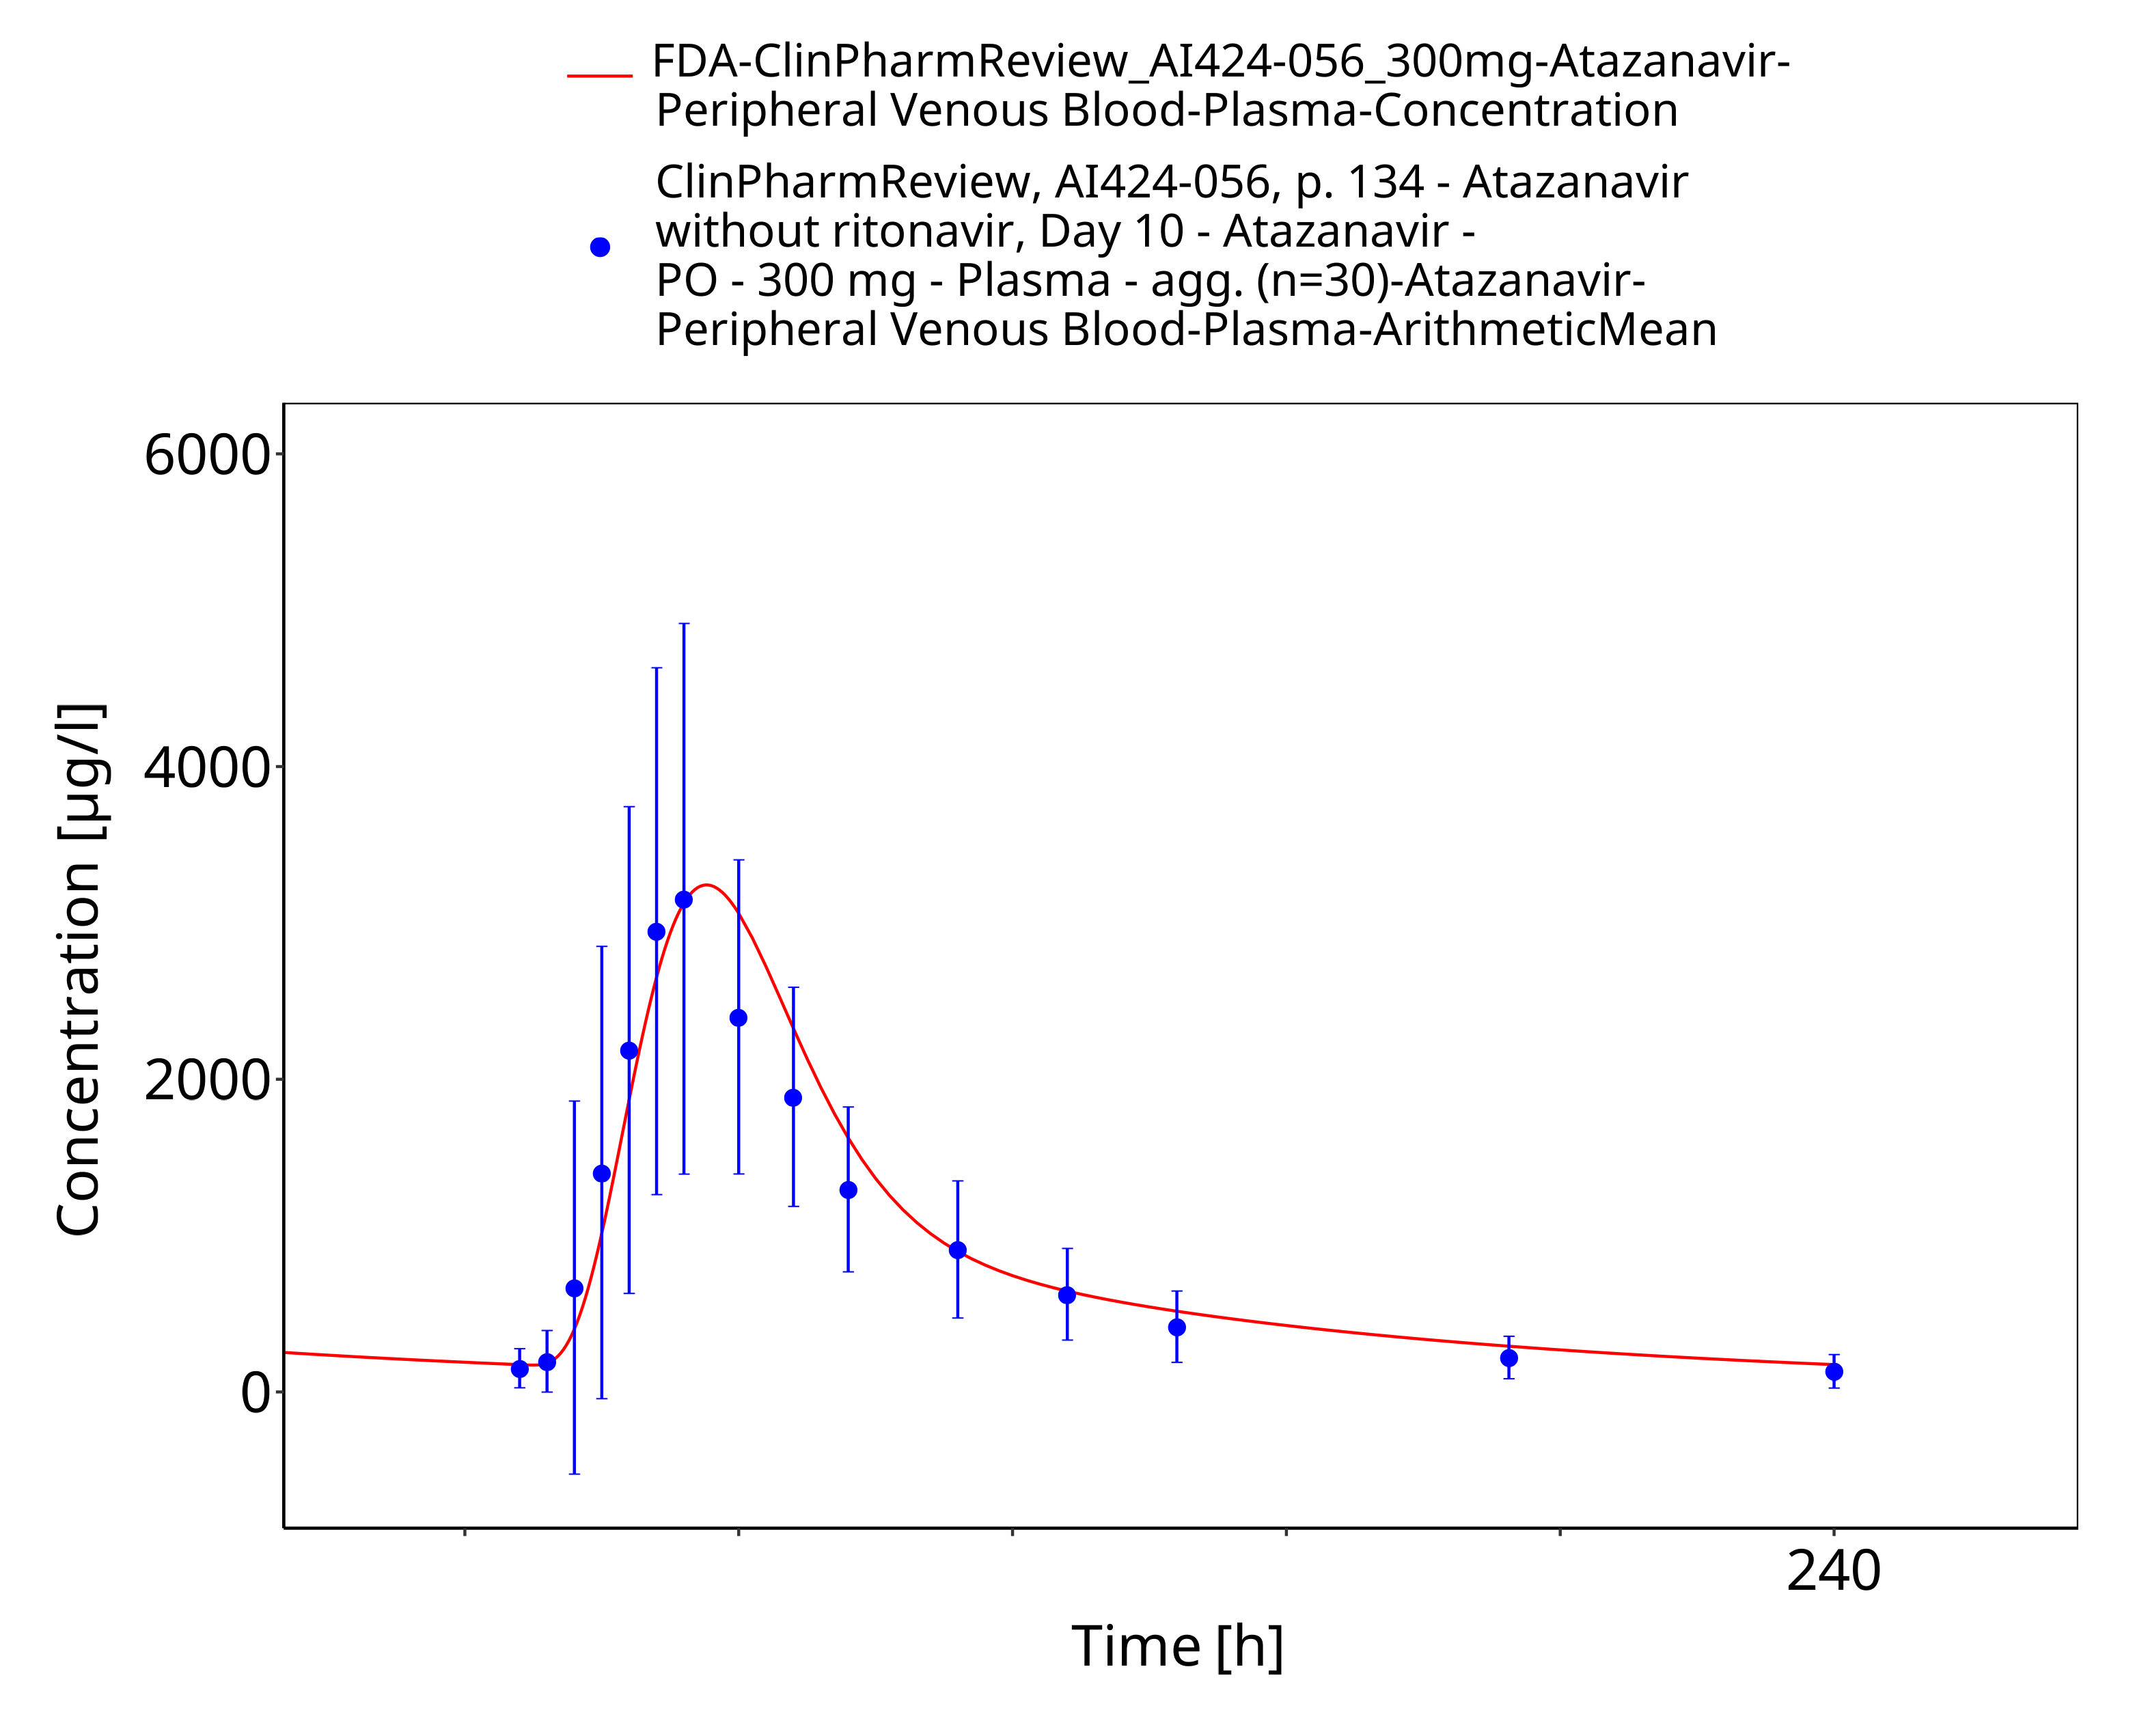 FDA-ClinPharmReview_AI424-056_300mg-Atazanavir-
Peripheral Venous Blood-Plasma-Concentration
ClinPharmReview, AI424-056, p. 134 - Atazanavir
without ritonavir, Day 10 - Atazanavir -
PO - 300 mg - Plasma - agg. (n=30)-Atazanavir-
Peripheral Venous Blood-Plasma-ArithmeticMean
6000
4000
2000
0
Concentration [µg/l]
240
Time [h]